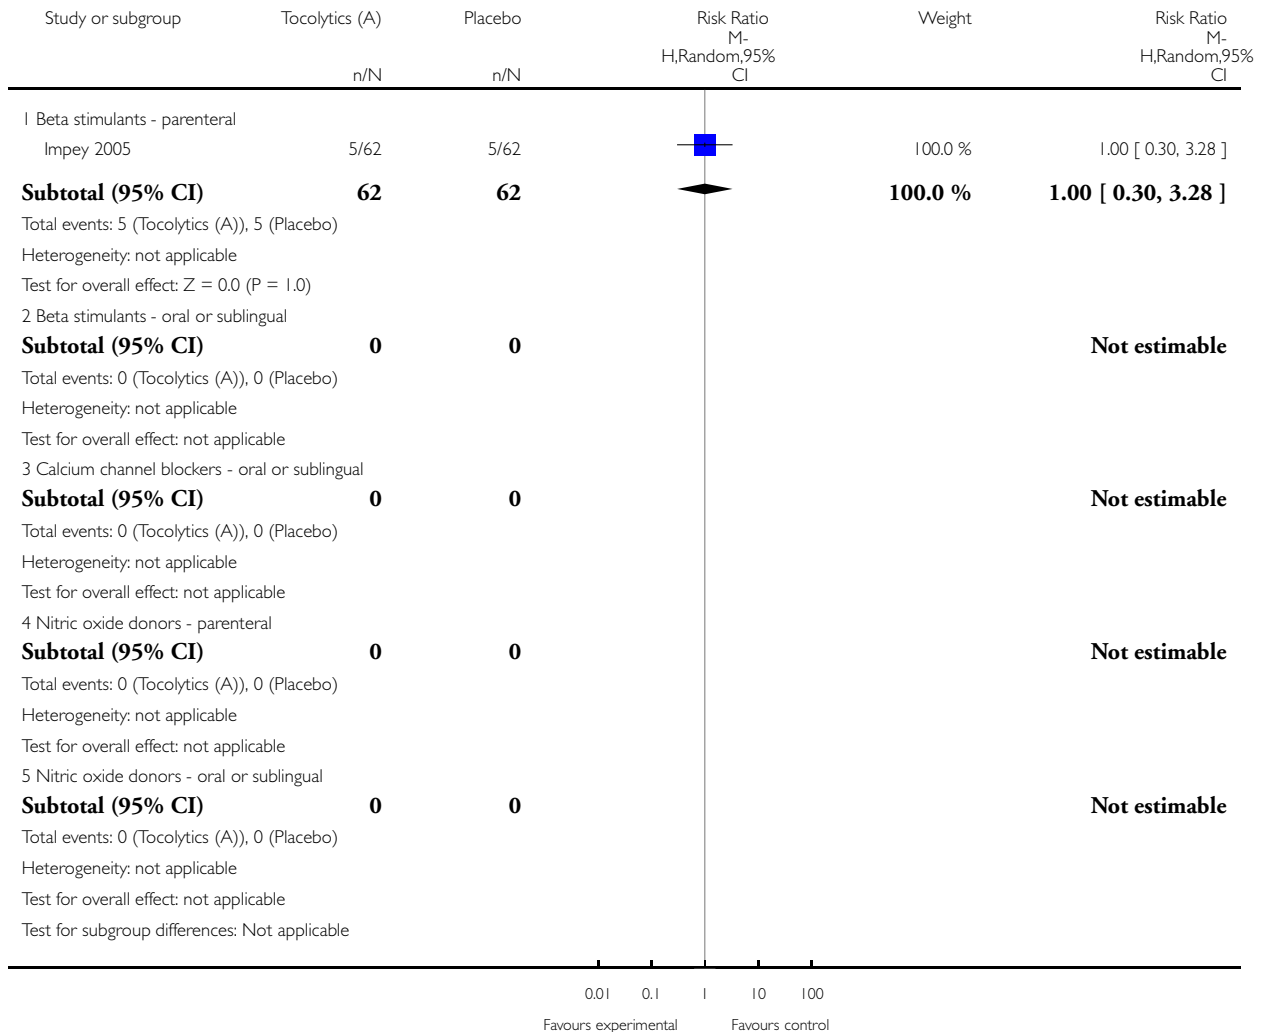 Study or subgroup Tocolytics (A) Placebo Risk Ratio Weight Risk Ratio
M- M-
H,Random,95% H,Random,95%
n/N n/N CI CI
1 Beta stimulants - parenteral
Impey 2005 5/62 5/62 100.0 % 1.00 [ 0.30, 3.28 ]
Subtotal (95% CI) 62 62 100.0 % 1.00 [ 0.30, 3.28 ]
Total events: 5 (Tocolytics (A)), 5 (Placebo)
Heterogeneity: not applicable
Test for overall effect: Z = 0.0 (P = 1.0)
2 Beta stimulants - oral or sublingual
Subtotal (95% CI) 0 0 Not estimable
Total events: 0 (Tocolytics (A)), 0 (Placebo)
Heterogeneity: not applicable
Test for overall effect: not applicable
3 Calcium channel blockers - oral or sublingual
Subtotal (95% CI) 0 0 Not estimable
Total events: 0 (Tocolytics (A)), 0 (Placebo)
Heterogeneity: not applicable
Test for overall effect: not applicable
4 Nitric oxide donors - parenteral
Subtotal (95% CI) 0 0 Not estimable
Total events: 0 (Tocolytics (A)), 0 (Placebo)
Heterogeneity: not applicable
Test for overall effect: not applicable
5 Nitric oxide donors - oral or sublingual
Subtotal (95% CI) 0 0 Not estimable
Total events: 0 (Tocolytics (A)), 0 (Placebo)
Heterogeneity: not applicable
Test for overall effect: not applicable
Test for subgroup differences: Not applicable
0.01 0.1 1 10 100
Favours experimental Favours control